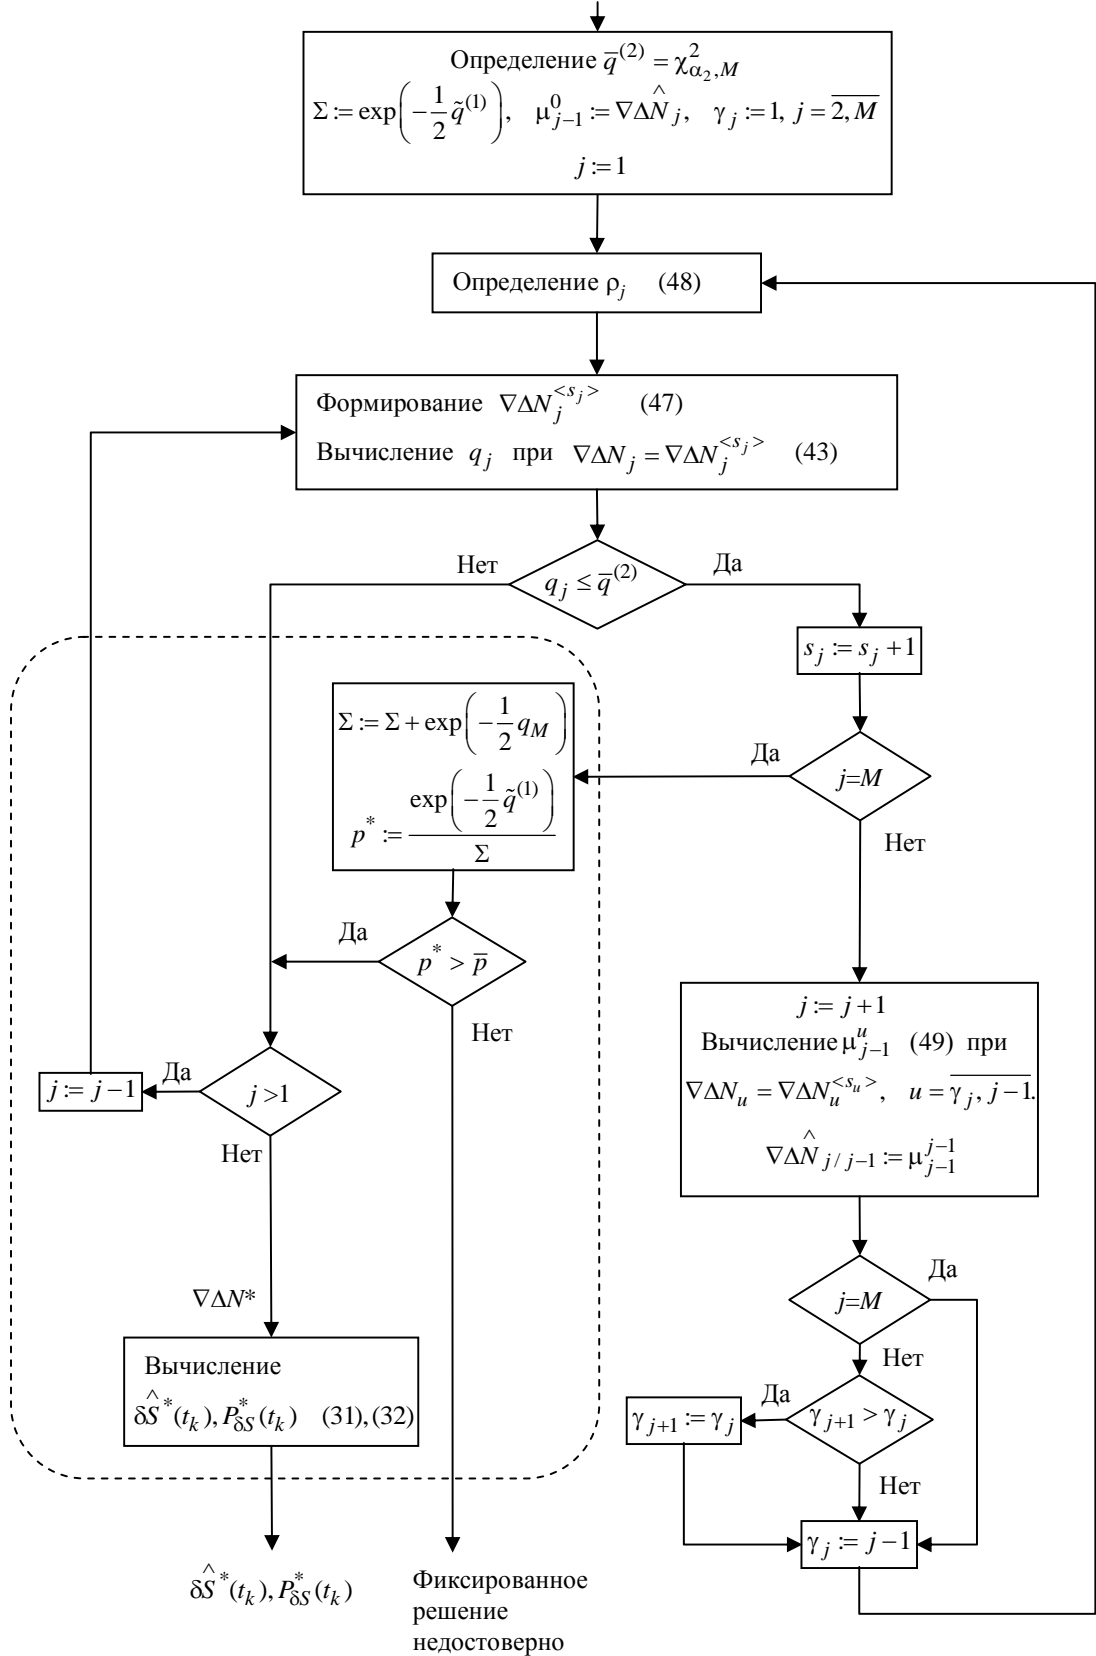 Определение q̄⁽²⁾ = χ²_{α₂,M}
Σ := exp(−1/2 q̃⁽¹⁾), μ⁰_{j−1} := ∇ΔN̂_j, γ_j := 1, j = \overline{2, M}
j := 1
Определение ρ_j (48)
Формирование ∇ΔN_j^{<s_j>} (47)
Вычисление q_j при ∇ΔN_j = ∇ΔN_j^{<s_j>} (43)
Нет
Да
q_j ≤ q̄⁽²⁾
s_j := s_j + 1
Σ := Σ + exp(−1/2 q_M)
p* := exp(−1/2 q̃⁽¹⁾) / Σ
Да
j=M
Нет
Да
p* > p̄
Нет
j := j + 1
Вычисление μ^u_{j−1} (49) при
∇ΔN_u = ∇ΔN_u^{<s_u>}, u = \overline{γ_j, j−1}.
∇ΔN̂_{j/j−1} := μ^{j−1}_{j−1}
j := j −1
Да
j >1
Нет
∇ΔN*
Вычисление
δŜ*(t_k), P*_{δS}(t_k) (31),(32)
j=M
Да
Нет
γ_{j+1} := γ_j
Да
γ_{j+1} > γ_j
Нет
γ_j := j −1
δŜ*(t_k), P*_{δS}(t_k)
Фиксированное
решение
недостоверно